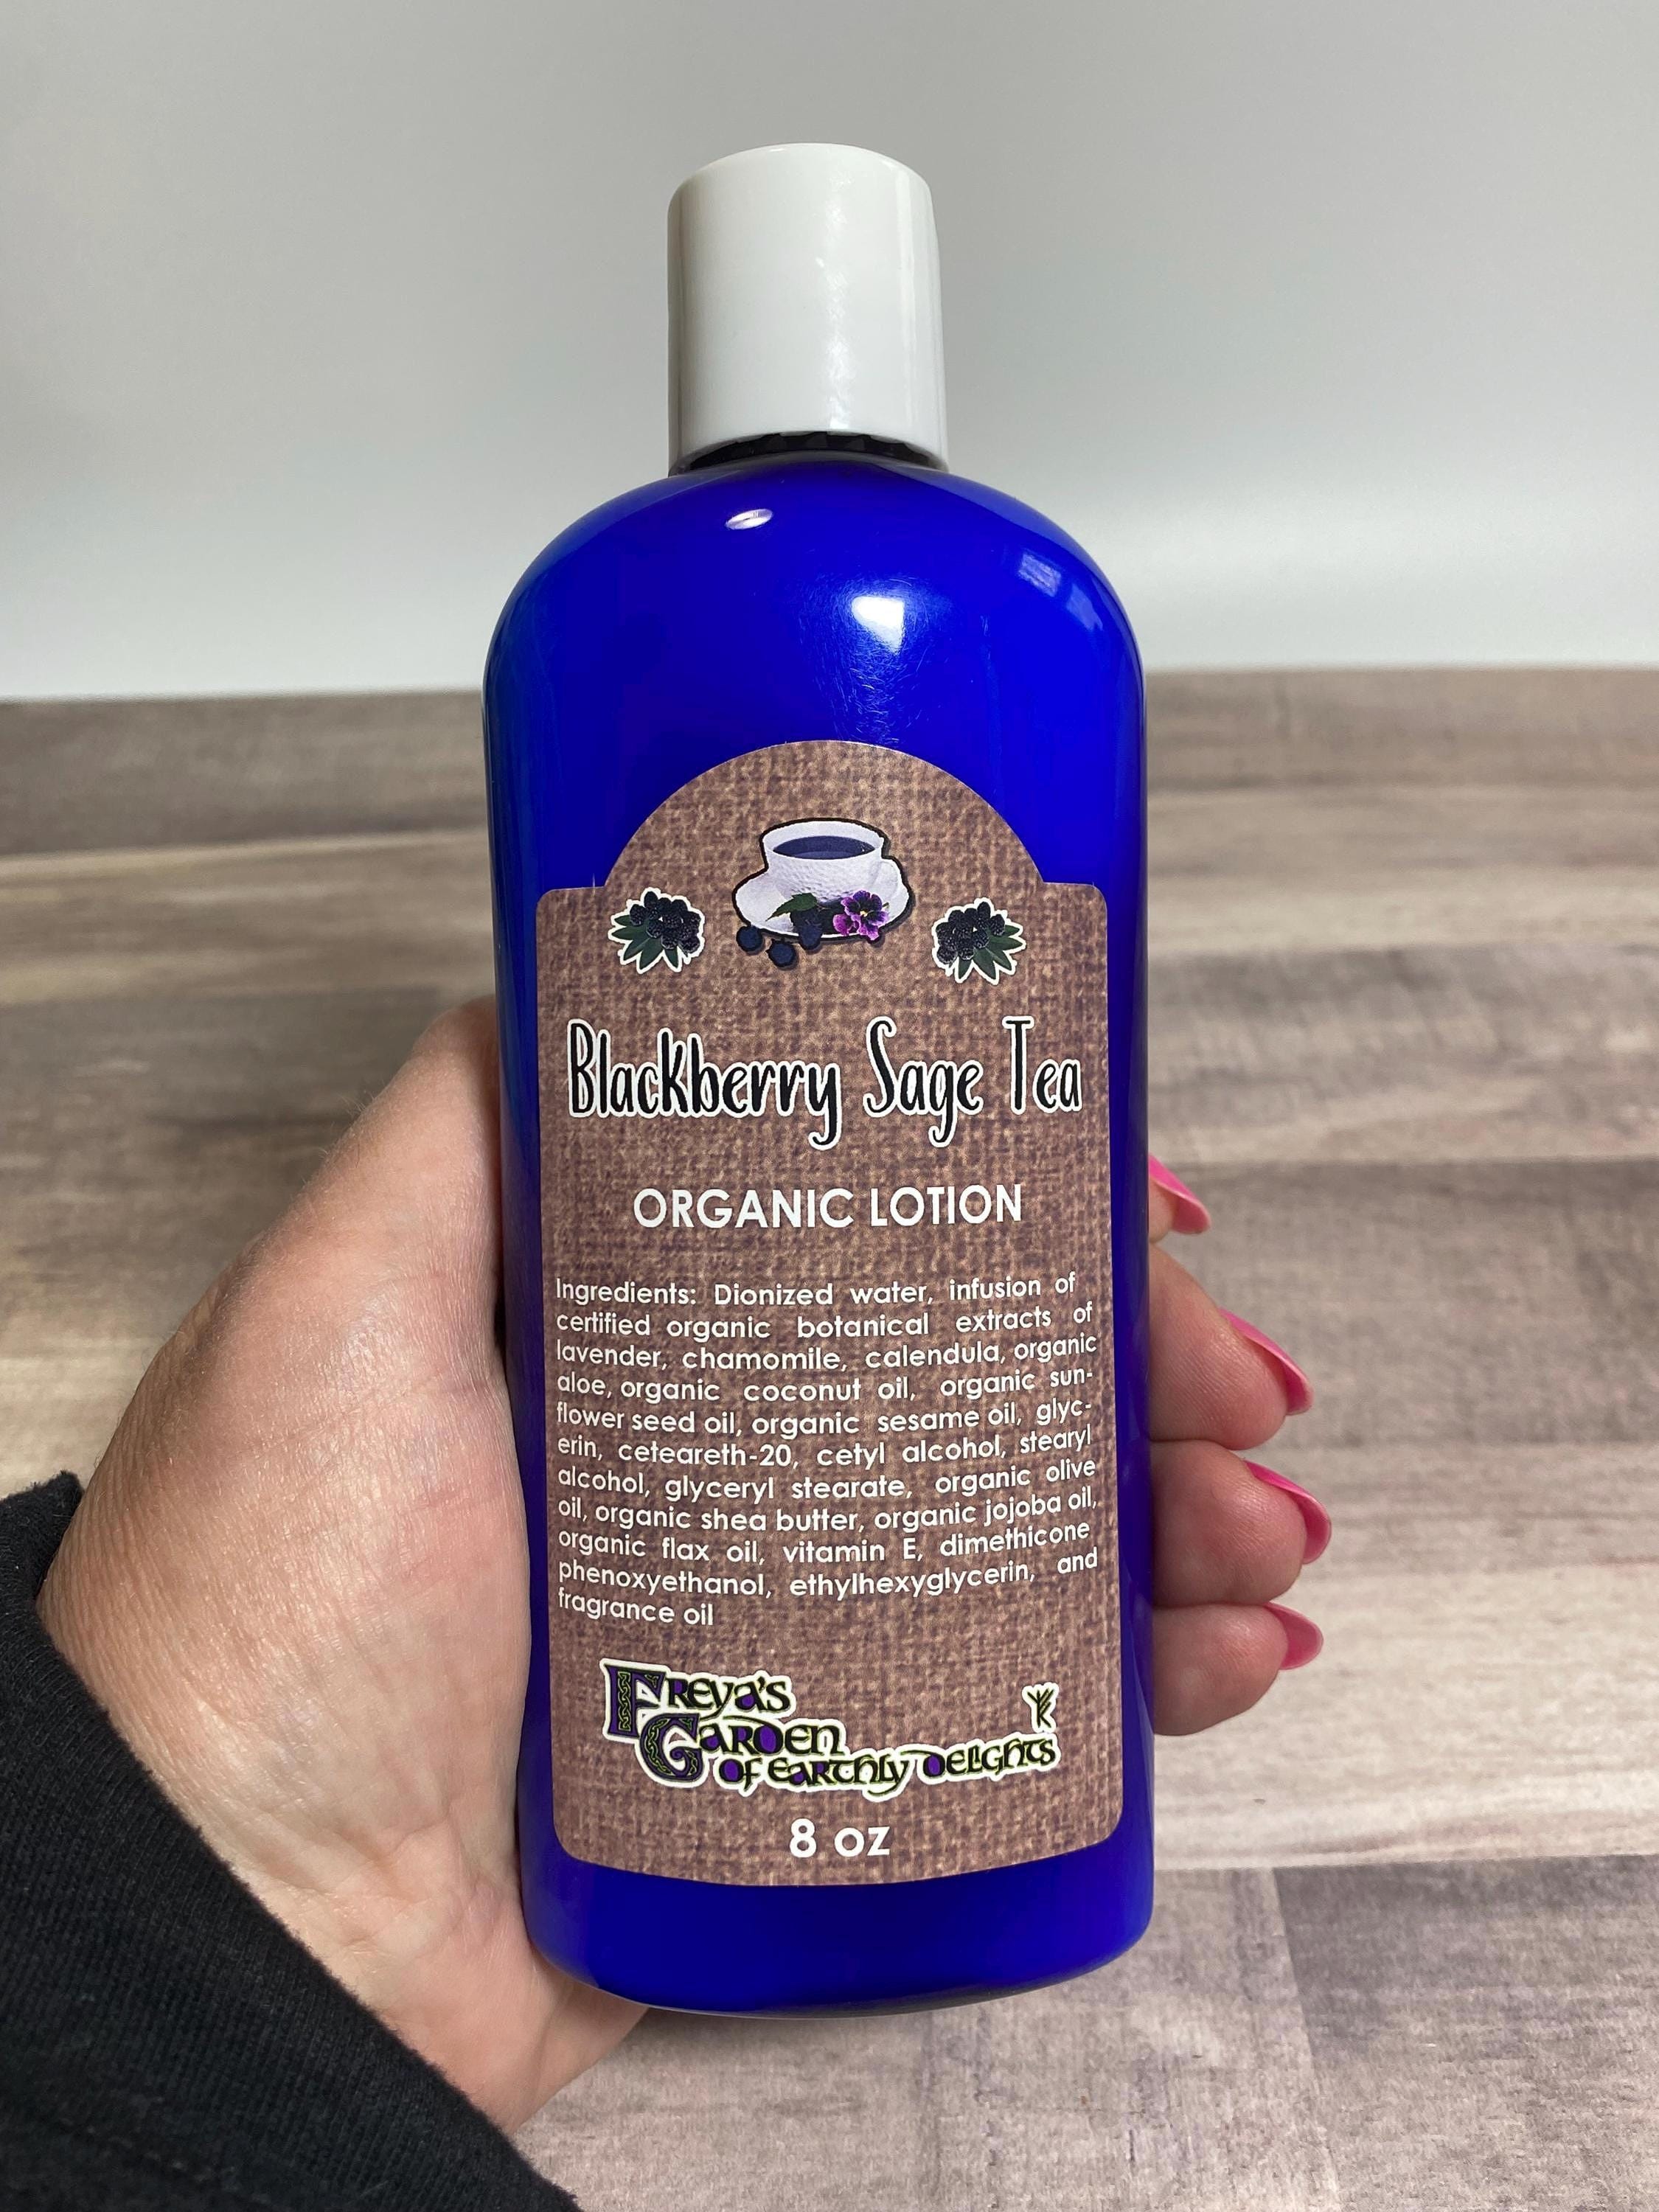 Blackberry Sage Tea
ORGANIC LOTION
Ingredients: Dionized water, infusion of
certified organic botanical extracts of
lavender, chamomile, calendula, organic
aloe, organic coconut oil, organic sun-
flower seed oil, organic sesame oil, glyc-
erin, ceteareth-20, cetyl alcohol, stearyl
alcohol, glyceryl stearate, organic olive
oil, organic shea butter, organic jojoba oil,
organic flax oil, vitamin E, dimethicone
phenoxyethanol, ethylhexyglycerin, and
fragrance oil
Freya's
Garden
of Earthly Delights
8 oz